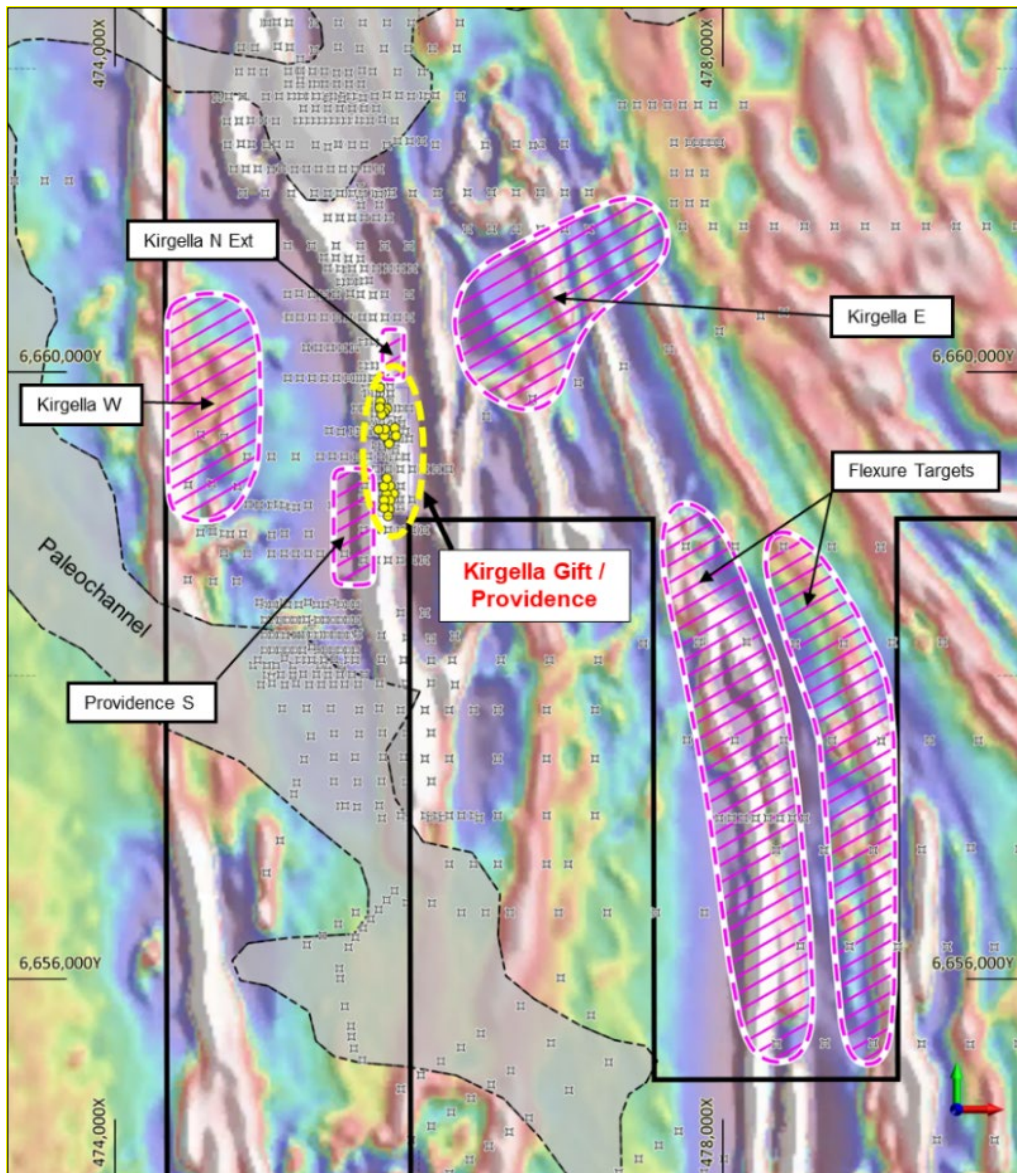 474,000X
478,000X
Kirgella N Ext
Kirgella E
6,660,000Y
6,660,000Y
Kirgella W
Flexure Targets
Paleochannel
Kirgella Gift /
Providence
Providence S
6,656,000Y
6,656,000Y
474,000X
478,000X